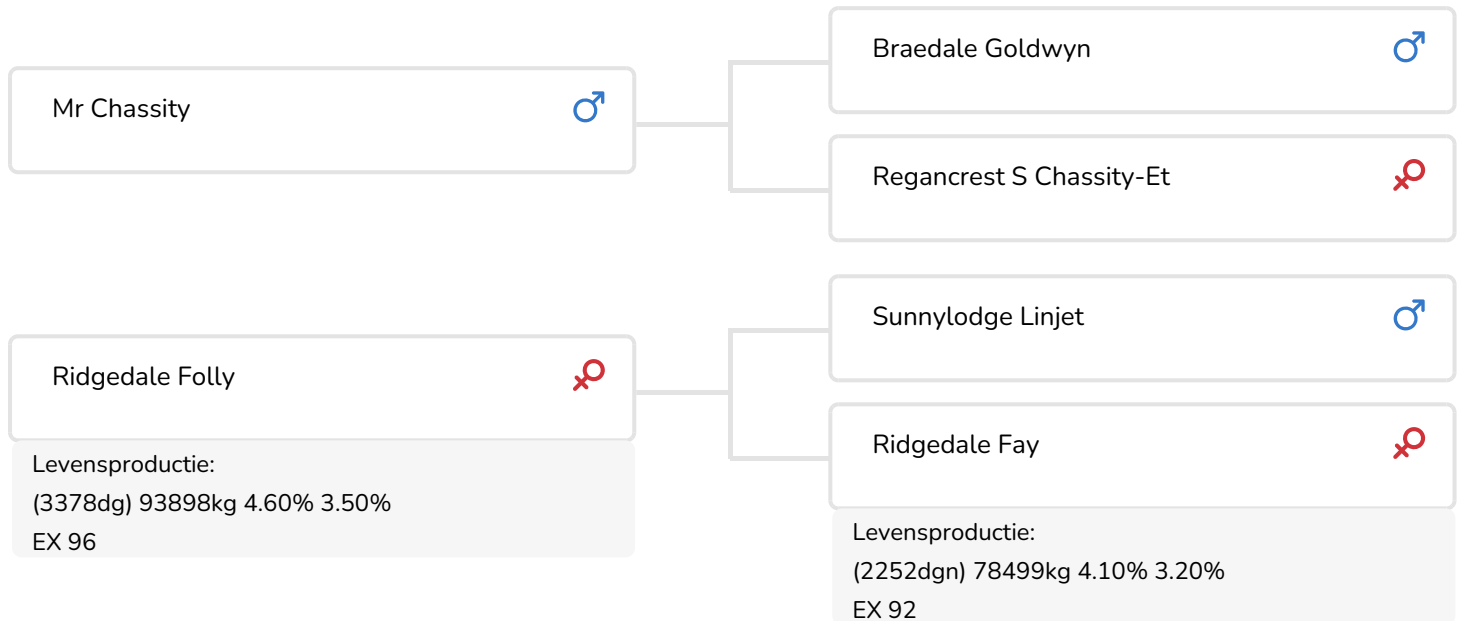 Mr Chassity
Braedale Goldwyn
Regancrest S Chassity-Et
Ridgedale Folly
Levensproductie:
(3378dg) 93898kg 4.60% 3.50%
EX 96
Sunnylodge Linjet
Ridgedale Fay
Levensproductie:
(2252dgn) 78499kg 4.10% 3.20%
EX 92